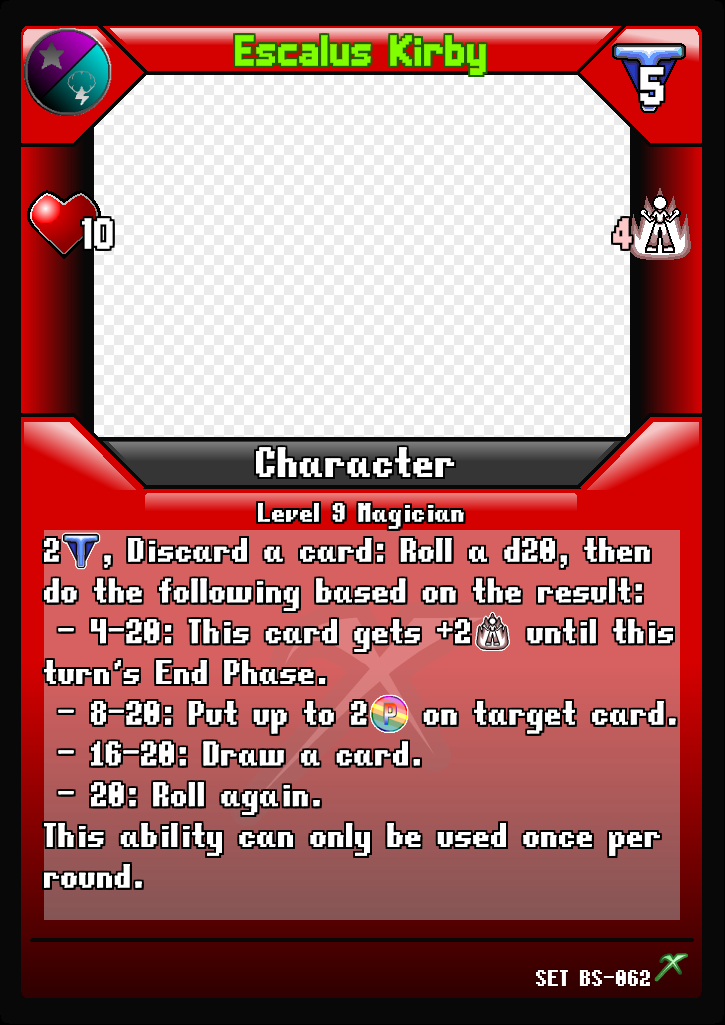 Escalus Kirby
5
10
4
Character
Level 9 Magician
2T, Discard a card: Roll a d20, then
do the following based on the result:
- 4-20: This card gets +2 until this
turn's End Phase.
- 8-20: Put up to 2P on target card.
- 16-20: Draw a card.
- 20: Roll again.
This ability can only be used once per
round.
SET BS-062